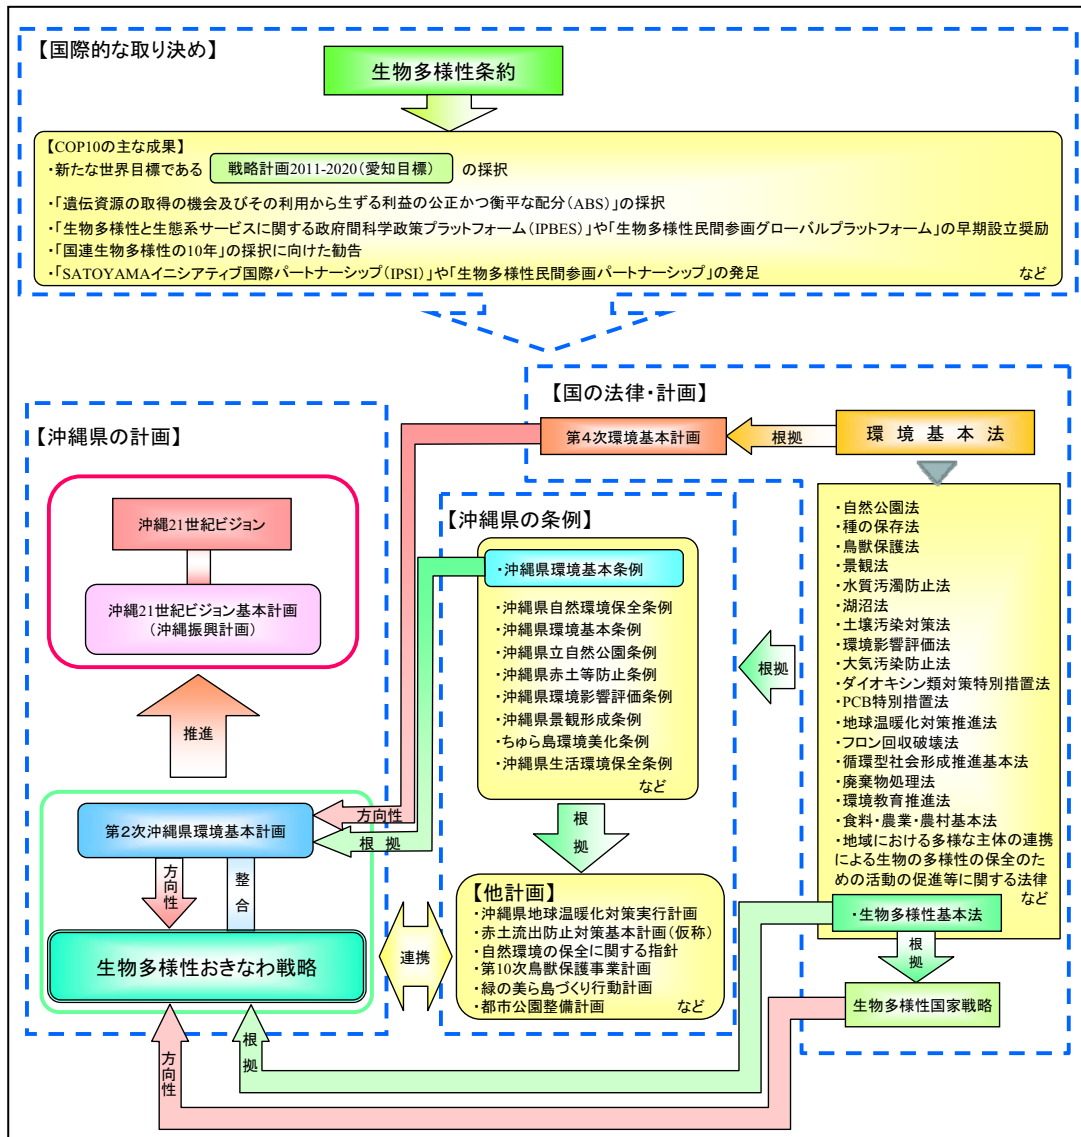 【国際的な取り決め】
生物多様性条約
【COP10の主な成果】
・新たな世界目標である 戦略計画2011-2020(愛知目標) の採択
・「遺伝資源の取得の機会及びその利用から生ずる利益の公正かつ衡平な配分(ABS)」の採択
・「生物多様性と生態系サービスに関する政府間科学政策プラットフォーム(IPBES)」や「生物多様性民間参画グローバルプラットフォーム」の早期設立奨励
・「国連生物多様性の10年」の採択に向けた勧告
・「SATOYAMAイニシアティブ国際パートナーシップ(IPSI)」や「生物多様性民間参画パートナーシップ」の発足 など
【国の法律・計画】
第4次環境基本計画
根拠
環境基本法
・自然公園法
・種の保存法
・鳥獣保護法
・景観法
・水質汚濁防止法
・湖沼法
・土壌汚染対策法
・環境影響評価法
・大気汚染防止法
・ダイオキシン類対策特別措置法
・PCB特別措置法
・地球温暖化対策推進法
・フロン回収破壊法
・循環型社会形成推進基本法
・廃棄物処理法
・環境教育推進法
・食料・農業・農村基本法
・地域における多様な主体の連携
による生物の多様性の保全のた
めの活動の促進等に関する法律
など
・生物多様性基本法
根拠
生物多様性国家戦略
根拠
【沖縄県の条例】
・沖縄県環境基本条例
・沖縄県自然環境保全条例
・沖縄県環境基本条例
・沖縄県立自然公園条例
・沖縄県赤土等防止条例
・沖縄県環境影響評価条例
・沖縄県景観形成条例
・ちゅら島環境美化条例
・沖縄県生活環境保全条例
など
根拠
【他計画】
・沖縄県地球温暖化対策実行計画
・赤土流出防止対策基本計画(仮称)
・自然環境の保全に関する指針
・第10次鳥獣保護事業計画
・緑の美ら島づくり行動計画
・都市公園整備計画 など
【沖縄県の計画】
沖縄21世紀ビジョン
沖縄21世紀ビジョン基本計画
(沖縄振興計画)
推進
第2次沖縄県環境基本計画
方向性
根拠
方向性
整合
生物多様性おきなわ戦略
連携
方向性
根拠